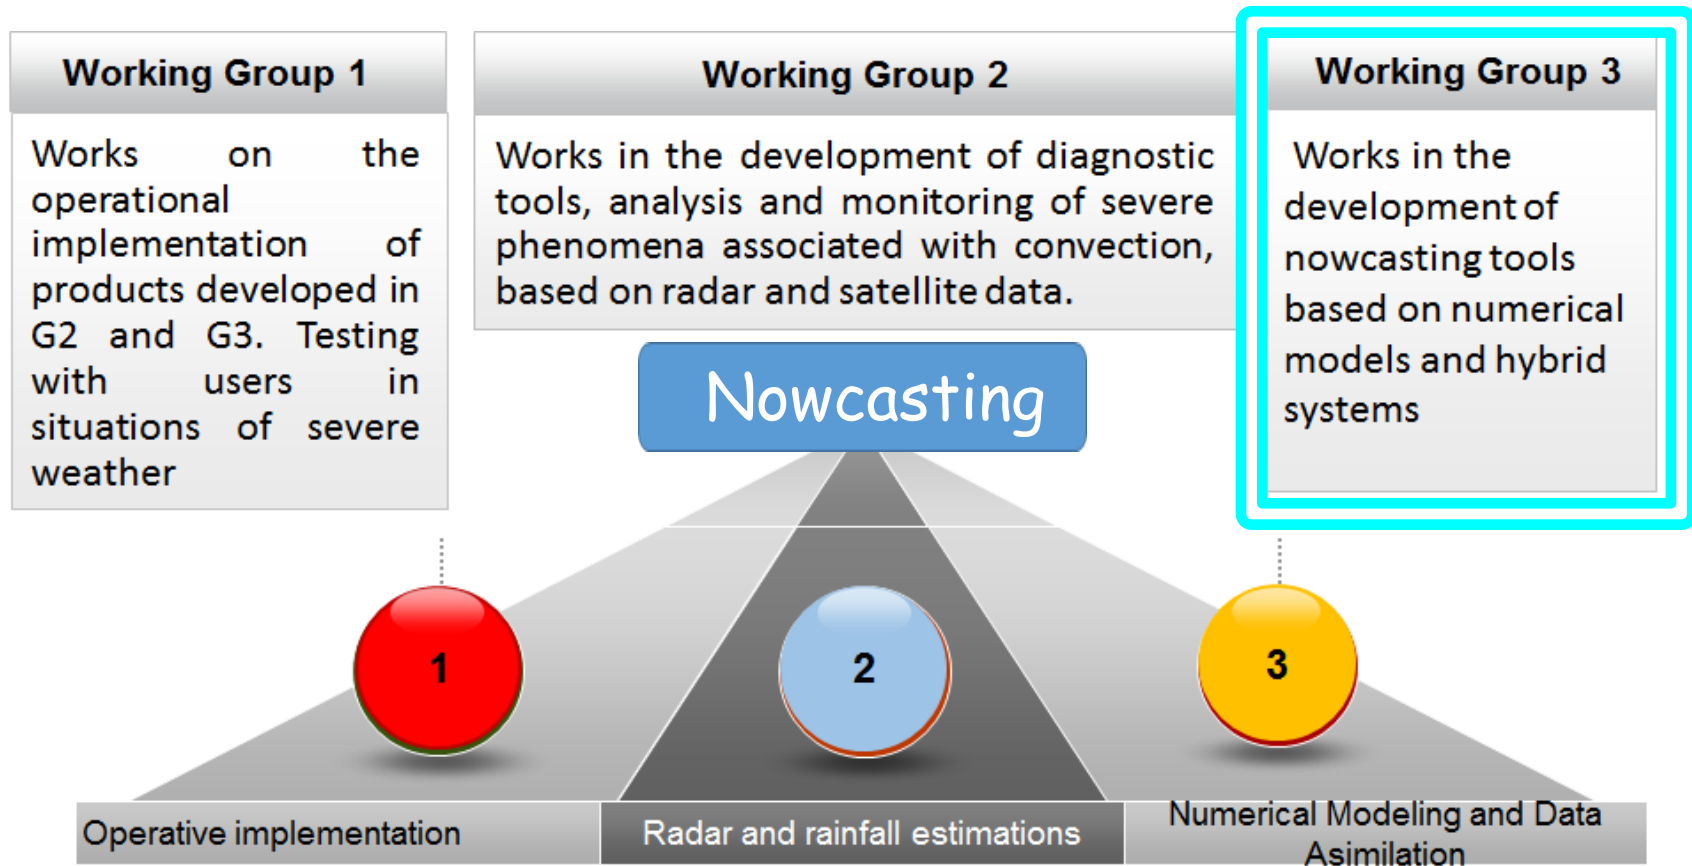 Working Group 1
Works on the
operational
implementation of
products developed in
G2 and G3. Testing
with users in
situations of severe
weather
Working Group 2
Works in the development of diagnostic
tools, analysis and monitoring of severe
phenomena associated with convection,
based on radar and satellite data.
Working Group 3
Works in the
development of
nowcasting tools
based on numerical
models and hybrid
systems
Nowcasting
1
2
3
Operative implementation
Radar and rainfall estimations
Numerical Modeling and Data
Asimilation